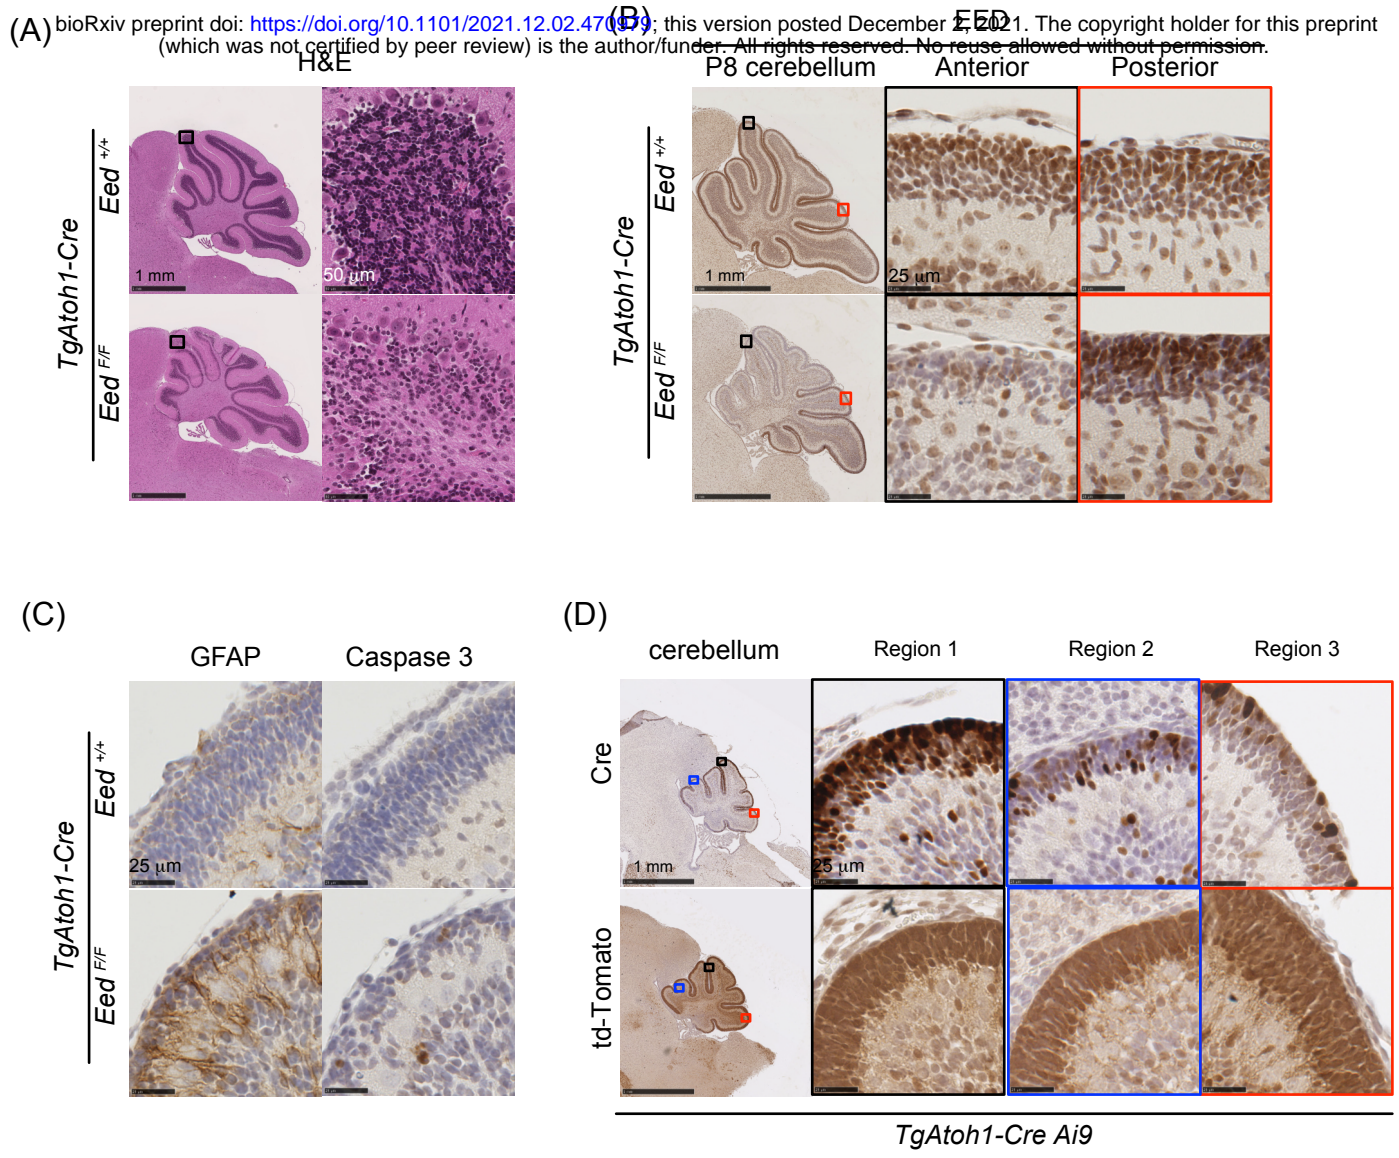 bioRxiv preprint doi: https://doi.org/10.1101/2021.12.02.470979; this version posted December 2, 2021. The copyright holder for this preprint
(which was not certified by peer review) is the author/funder. All rights reserved. No reuse allowed without permission.
(A)
H&E
TgAtoh1-Cre
Eed +/+
Eed F/F
1 mm
50 μm
(B)
EED
P8 cerebellum
Anterior
Posterior
TgAtoh1-Cre
Eed +/+
Eed F/F
1 mm
25 μm
(C)
GFAP
Caspase 3
TgAtoh1-Cre
Eed +/+
Eed F/F
25 μm
(D)
cerebellum
Region 1
Region 2
Region 3
Cre
td-Tomato
1 mm
25 μm
TgAtoh1-Cre Ai9